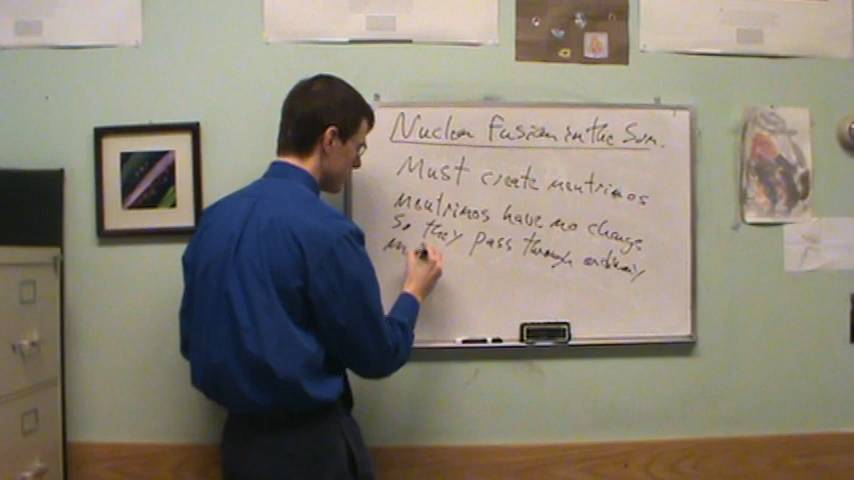 Nuclear Fusion in the Sun.
Must create neutrinos
neutrinos have no charge
So they pass through ordinary
m